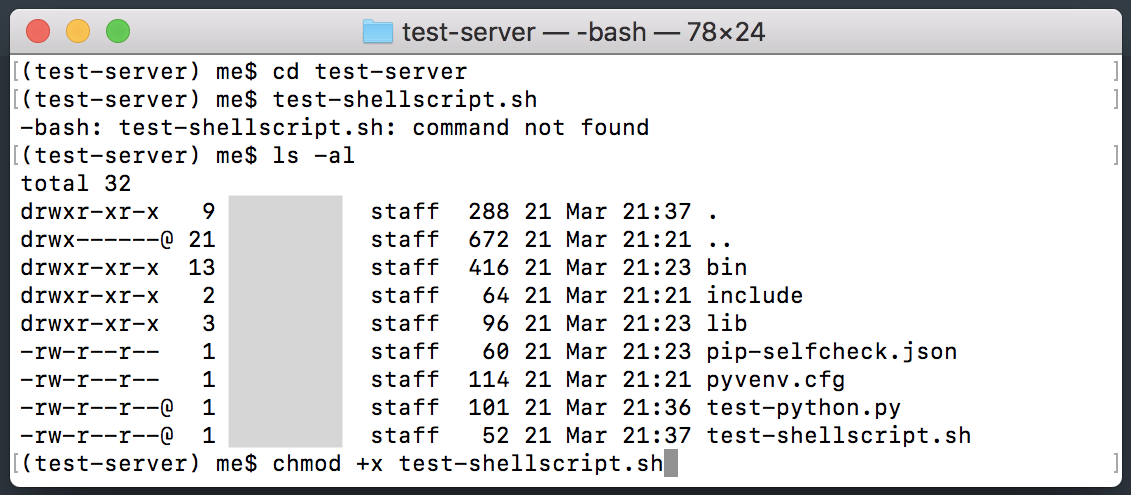 test-server — -bash — 78×24
[(test-server) me$ cd test-server ]
[(test-server) me$ test-shellscript.sh ]
-bash: test-shellscript.sh: command not found
[(test-server) me$ ls -al ]
total 32
drwxr-xr-x 9 staff 288 21 Mar 21:37 .
drwx------@ 21 staff 672 21 Mar 21:21 ..
drwxr-xr-x 13 staff 416 21 Mar 21:23 bin
drwxr-xr-x 2 staff 64 21 Mar 21:21 include
drwxr-xr-x 3 staff 96 21 Mar 21:23 lib
-rw-r--r-- 1 staff 60 21 Mar 21:23 pip-selfcheck.json
-rw-r--r-- 1 staff 114 21 Mar 21:21 pyvenv.cfg
-rw-r--r--@ 1 staff 101 21 Mar 21:36 test-python.py
-rw-r--r--@ 1 staff 52 21 Mar 21:37 test-shellscript.sh
[(test-server) me$ chmod +x test-shellscript.sh ]